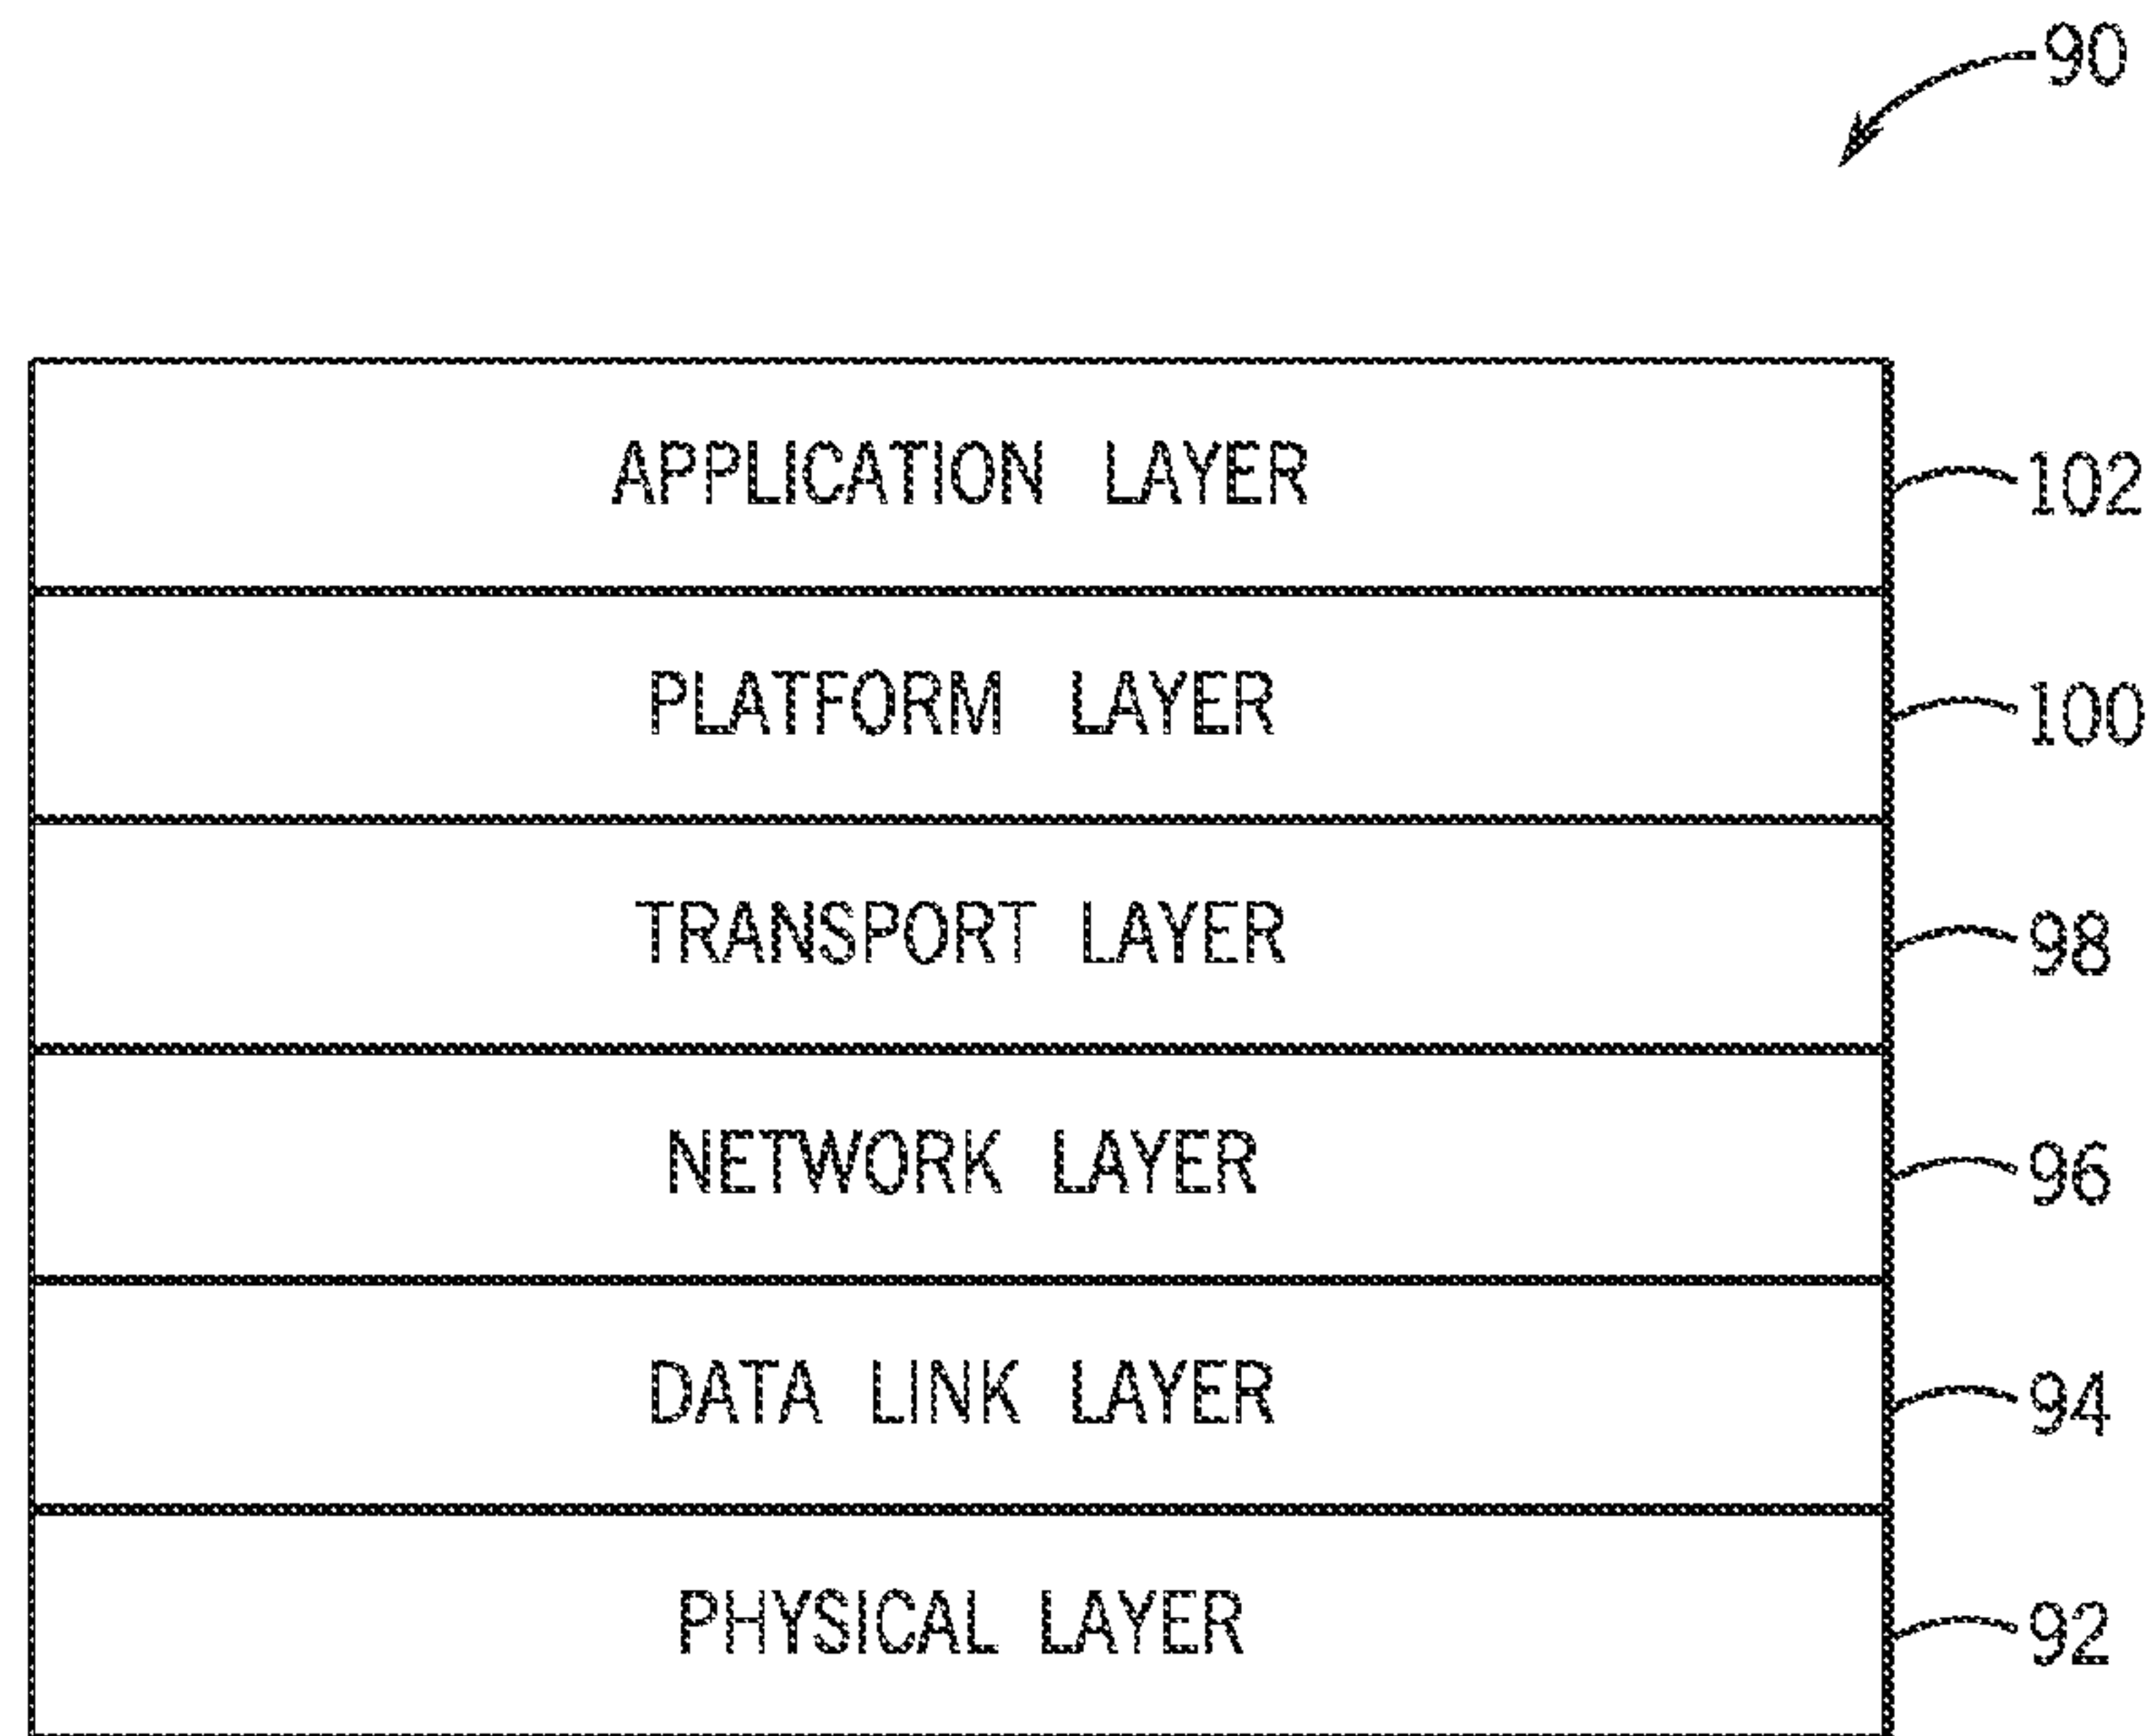 90
APPLICATION LAYER 102
PLATFORM LAYER 100
TRANSPORT LAYER 98
NETWORK LAYER 96
DATA LINK LAYER 94
PHYSICAL LAYER 92